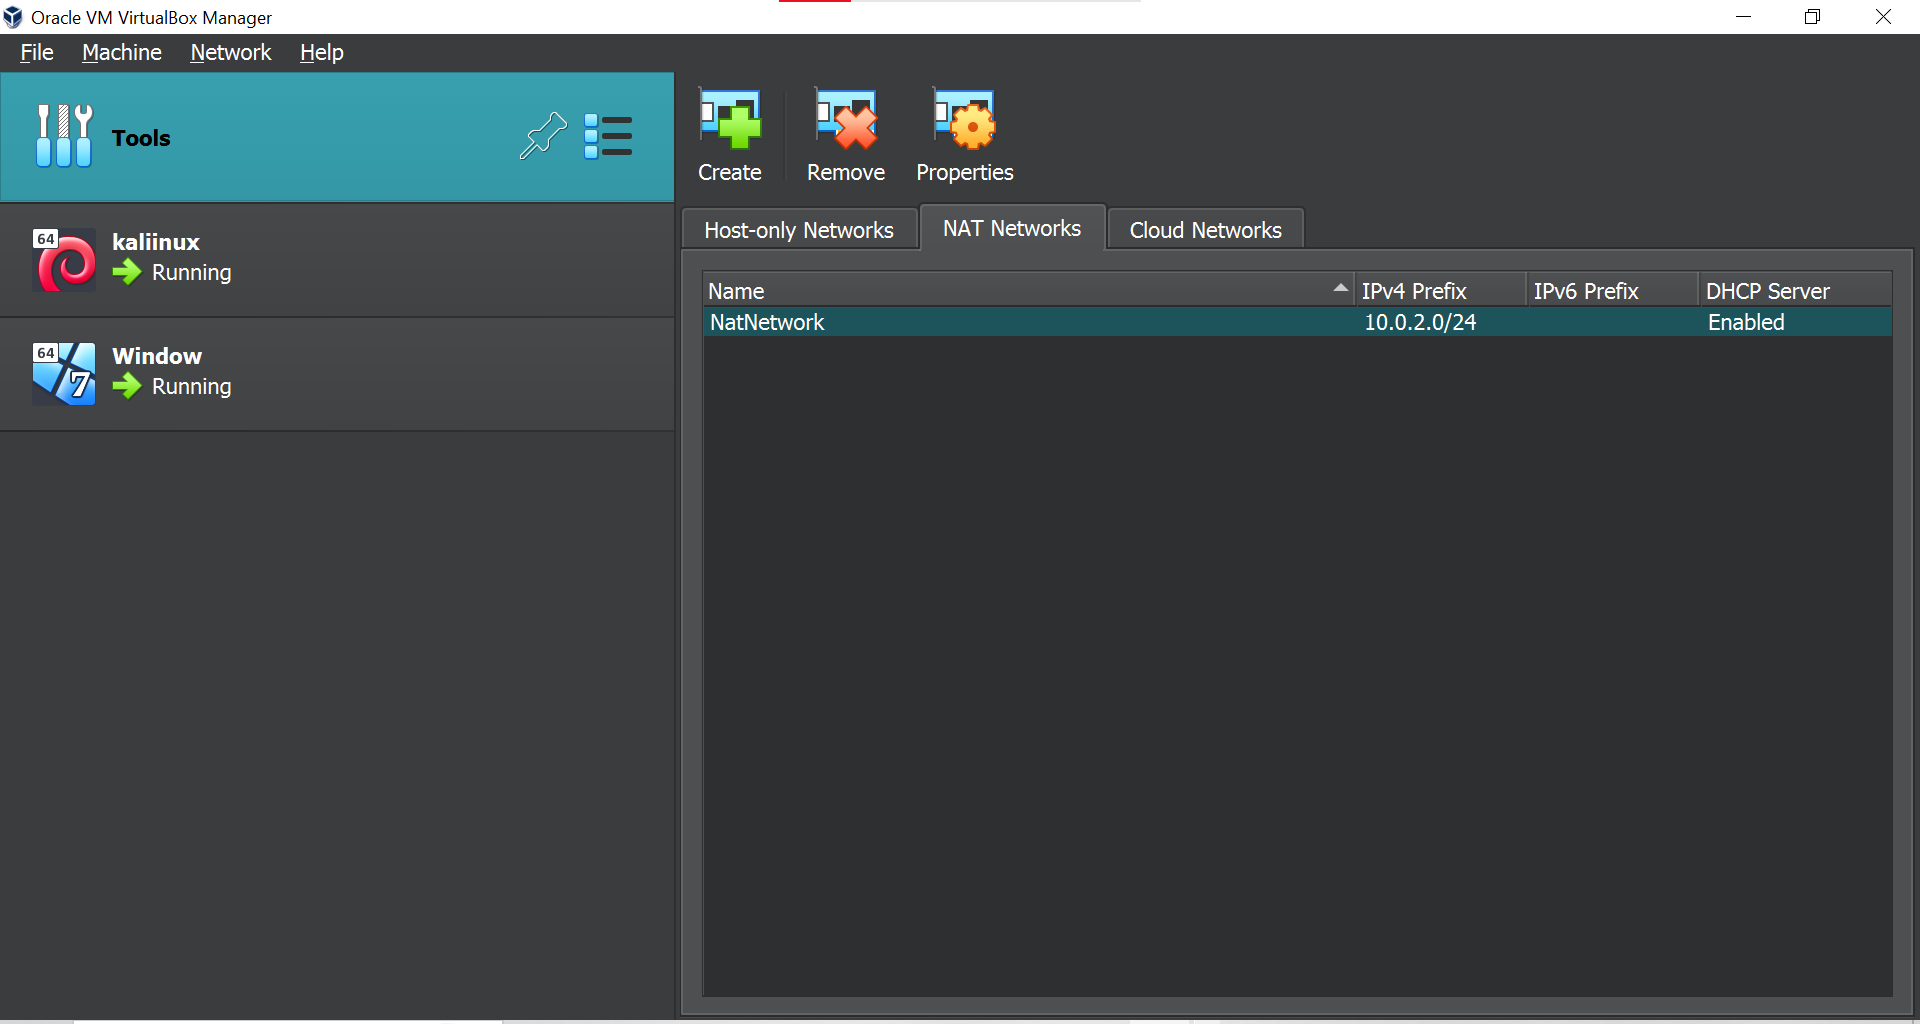 Oracle VM VirtualBox Manager
File Machine Network Help
Tools
Create Remove Properties
64 kaliinux
Running
64 Window
7 Running
Host-only Networks NAT Networks Cloud Networks
Name IPv4 Prefix IPv6 Prefix DHCP Server
NatNetwork 10.0.2.0/24 Enabled